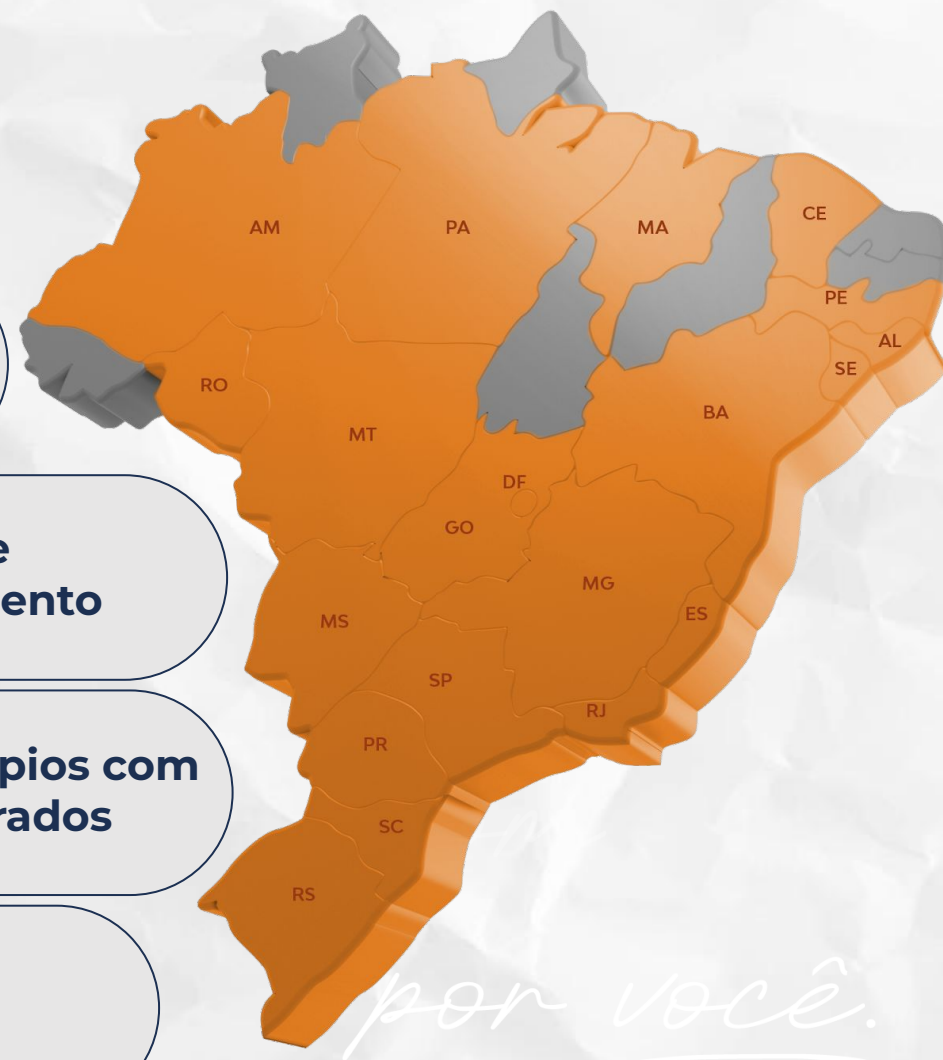 AM
PA
MA
CE
PE
AL
SE
RO
BA
MT
DF
GO
MG
ES
MS
SP
RJ
PR
SC
RS
e
ento
pios com
rados
por você.